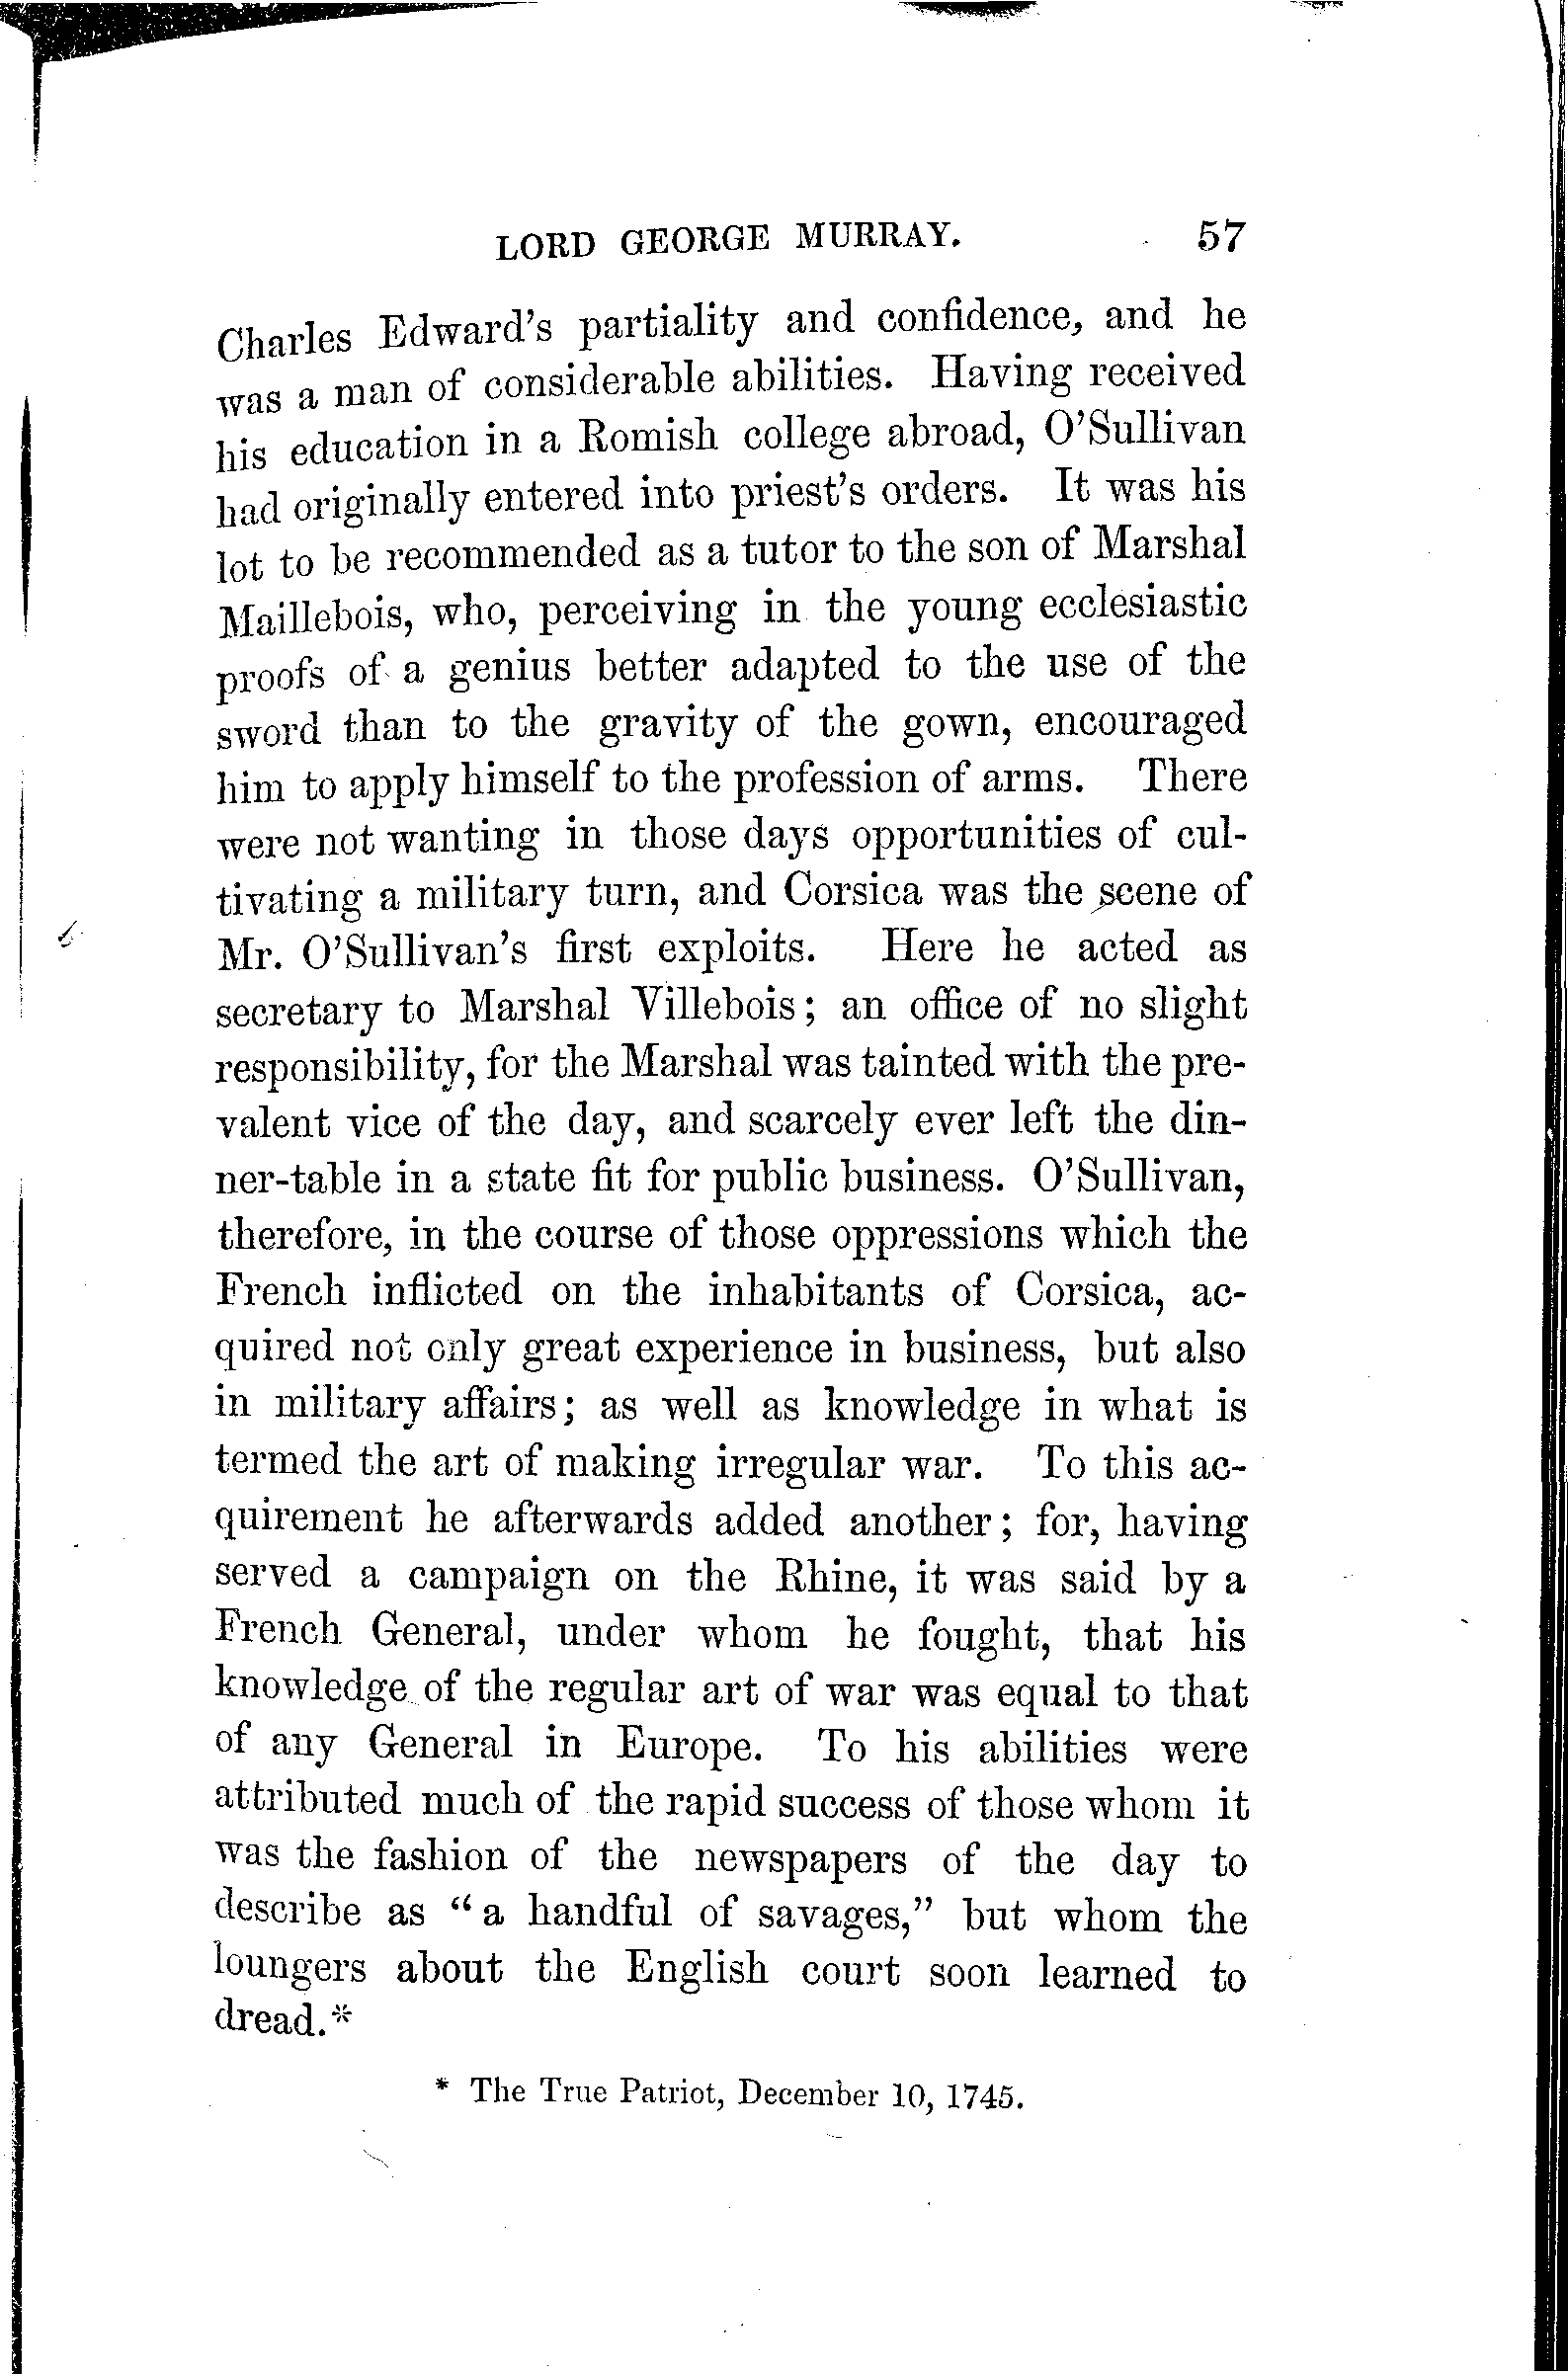 LORD GEORGE MURRAY. 57
Charles Edward's partiality and confidence, and he
was a man of considerable abilities. Having received
his education in a Romish college abroad, O'Sullivan
had originally entered into priest's orders. It was his
lot to be recommended as a tutor to the son of Marshal
Maillebois, who, perceiving in the young ecclesiastic
proofs of a genius better adapted to the use of the
sword than to the gravity of the gown, encouraged
him to apply himself to the profession of arms. There
were not wanting in those days opportunities of cul-
tivating a military turn, and Corsica was the scene of
Mr. O'Sullivan's first exploits. Here he acted as
secretary to Marshal Villebois; an office of no slight
responsibility, for the Marshal was tainted with the pre-
valent vice of the day, and scarcely ever left the din-
ner-table in a state fit for public business. O'Sullivan,
therefore, in the course of those oppressions which the
French inflicted on the inhabitants of Corsica, ac-
quired not only great experience in business, but also
in military affairs; as well as knowledge in what is
termed the art of making irregular war. To this ac-
quirement he afterwards added another; for, having
served a campaign on the Rhine, it was said by a
French General, under whom he fought, that his
knowledge of the regular art of war was equal to that
of any General in Europe. To his abilities were
attributed much of the rapid success of those whom it
was the fashion of the newspapers of the day to
describe as "a handful of savages," but whom the
loungers about the English court soon learned to
dread.*
* The True Patriot, December 10, 1745.